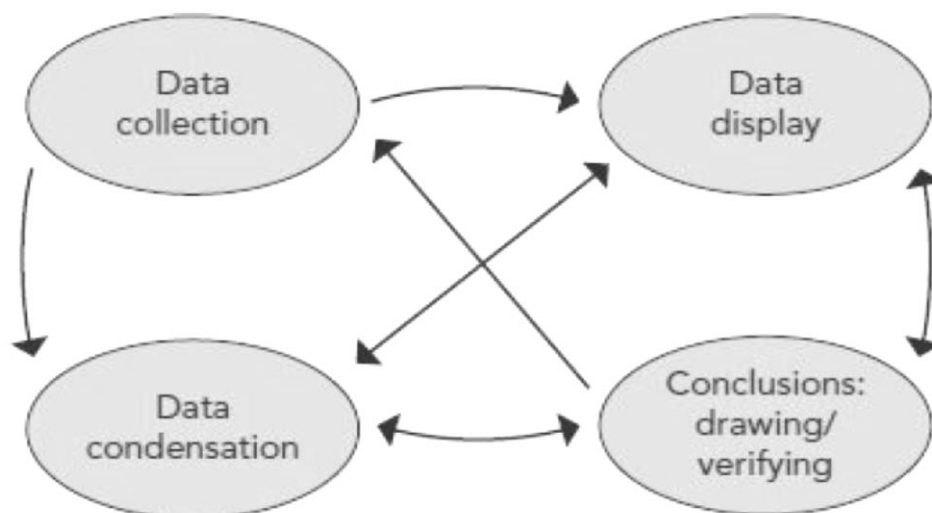 Data
collection
Data
display
Data
condensation
Conclusions:
drawing/
verifying